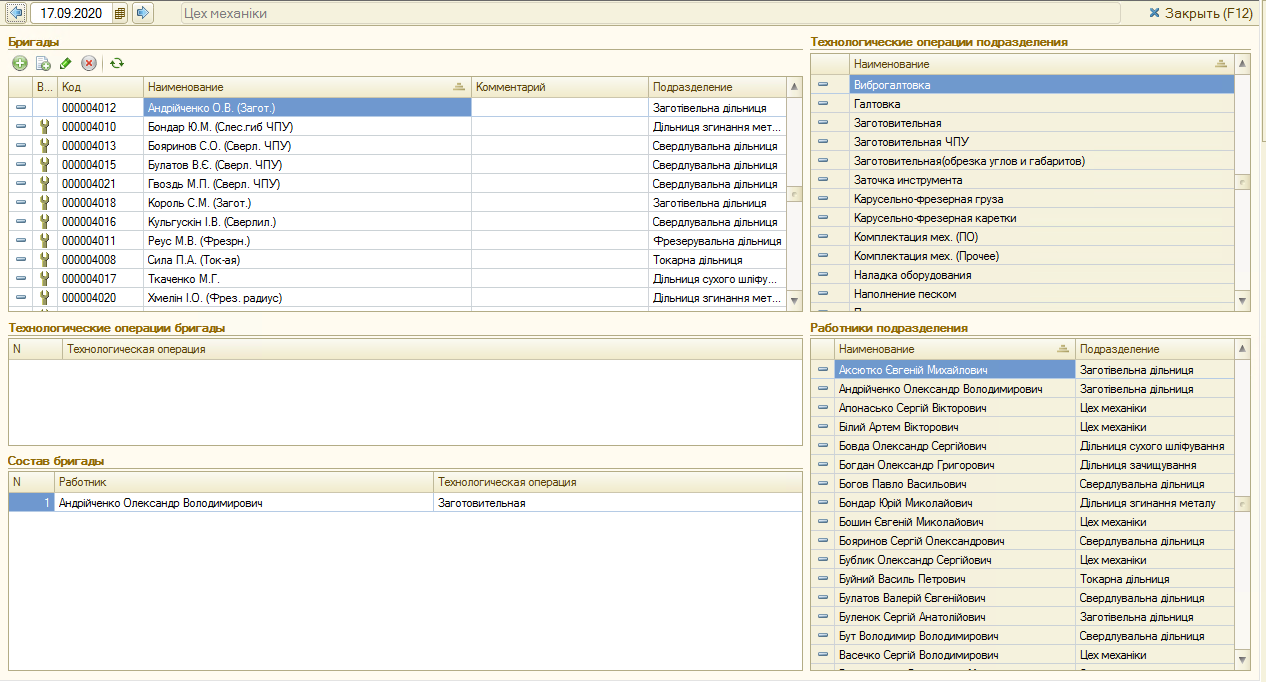 17.09.2020 Цех механіки Закрыть (F12)
Бригады
В... Код Наименование Комментарий Подразделение
000004012 Андрійченко О.В. (Загот.) Заготівельна дільниця
000004010 Бондар Ю.М. (Слес.гиб ЧПУ) Дільниця згинання мет...
000004013 Бояринов С.О. (Сверл. ЧПУ) Свердлувальна дільниця
000004015 Булатов В.Є. (Сверл. ЧПУ) Свердлувальна дільниця
000004021 Гвоздь М.П. (Сверл. ЧПУ) Свердлувальна дільниця
000004018 Король С.М. (Загот.) Заготівельна дільниця
000004016 Кульгускін І.В. (Сверлил.) Свердлувальна дільниця
000004011 Реус М.В. (Фрезрн.) Фрезерувальна дільниця
000004008 Сила П.А. (Ток-ая) Токарна дільниця
000004017 Ткаченко М.Г. Дільниця сухого шліфу...
000004020 Хмелін І.О. (Фрез. радиус) Дільниця згинання мет...
Технологические операции подразделения
Наименование
Виброгалтовка
Галтовка
Заготовительная
Заготовительная ЧПУ
Заготовительная(обрезка углов и габаритов)
Заточка инструмента
Карусельно-фрезерная груза
Карусельно-фрезерная каретки
Комплектация мех. (ПО)
Комплектация мех. (Прочее)
Наладка оборудования
Наполнение песком
Технологические операции бригады
N Технологическая операция
Состав бригады
N Работник Технологическая операция
1 Андрійченко Олександр Володимирович Заготовительная
Работники подразделения
Наименование Подразделение
Аксютко Євгеній Михайлович Заготівельна дільниця
Андрійченко Олександр Володимирович Заготівельна дільниця
Апонасько Сергій Вікторович Цех механіки
Білий Артем Вікторович Цех механіки
Бовда Олександр Сергійович Дільниця сухого шліфування
Богдан Олександр Григорович Дільниця зачищування
Богов Павло Васильович Свердлувальна дільниця
Бондар Юрій Миколайович Дільниця згинання металу
Бошин Євгеній Миколайович Цех механіки
Бояринов Сергій Олександрович Свердлувальна дільниця
Бублик Олександр Сергійович Цех механіки
Буйний Василь Петрович Токарна дільниця
Булатов Валерій Євгенійович Свердлувальна дільниця
Буленок Сергій Анатолійович Заготівельна дільниця
Бут Володимир Володимирович Свердлувальна дільниця
Васечко Сергій Володимирович Цех механіки